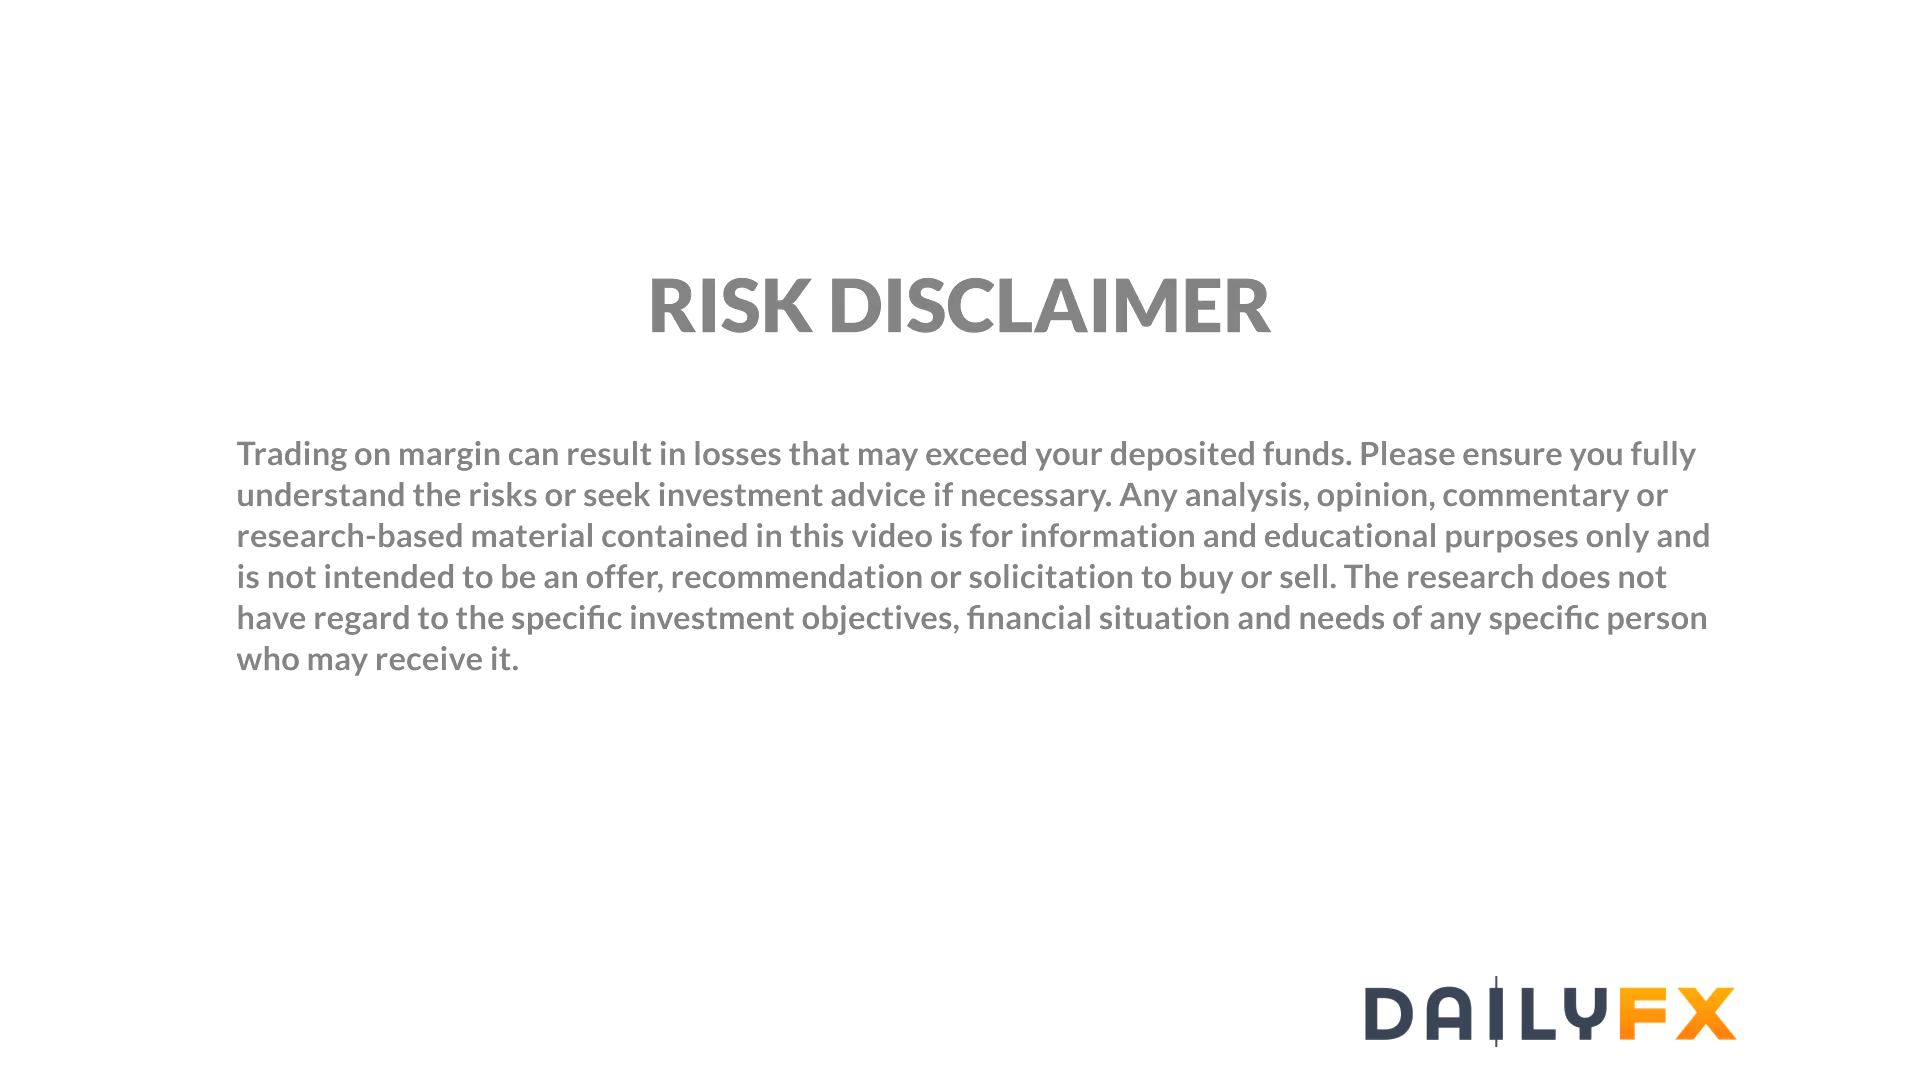 RISK DISCLAIMER
Trading on margin can result in losses that may exceed your deposited funds. Please ensure you fully
understand the risks or seek investment advice if necessary. Any analysis, opinion, commentary or
research-based material contained in this video is for information and educational purposes only and
is not intended to be an offer, recommendation or solicitation to buy or sell. The research does not
have regard to the specific investment objectives, financial situation and needs of any specific person
who may receive it.
DAILYFX